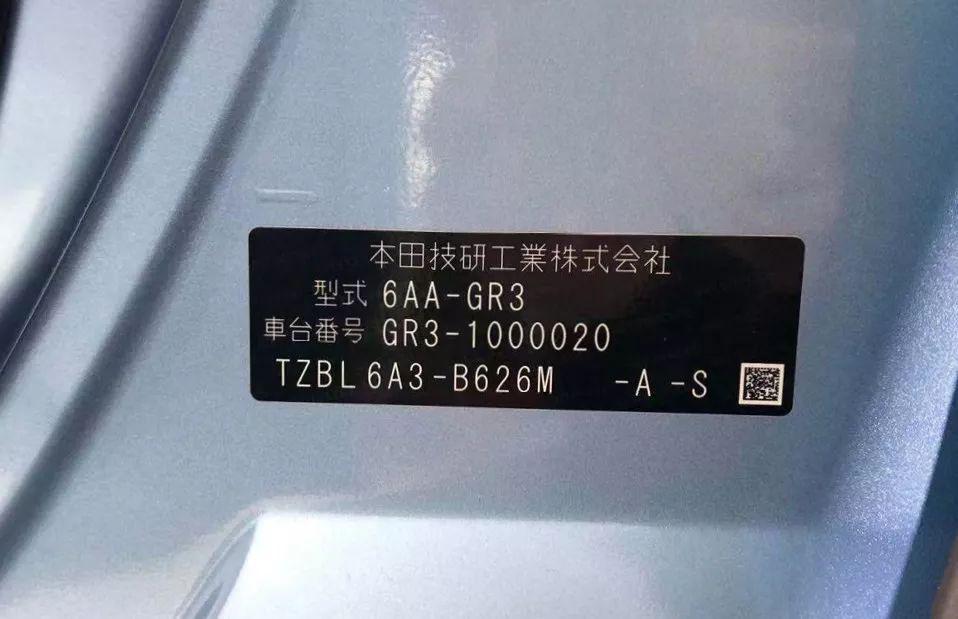 本田技研工業株式会社
型式 6AA-GR3
車台番号 GR3-1000020
TZBL 6A3-B626M -A -S